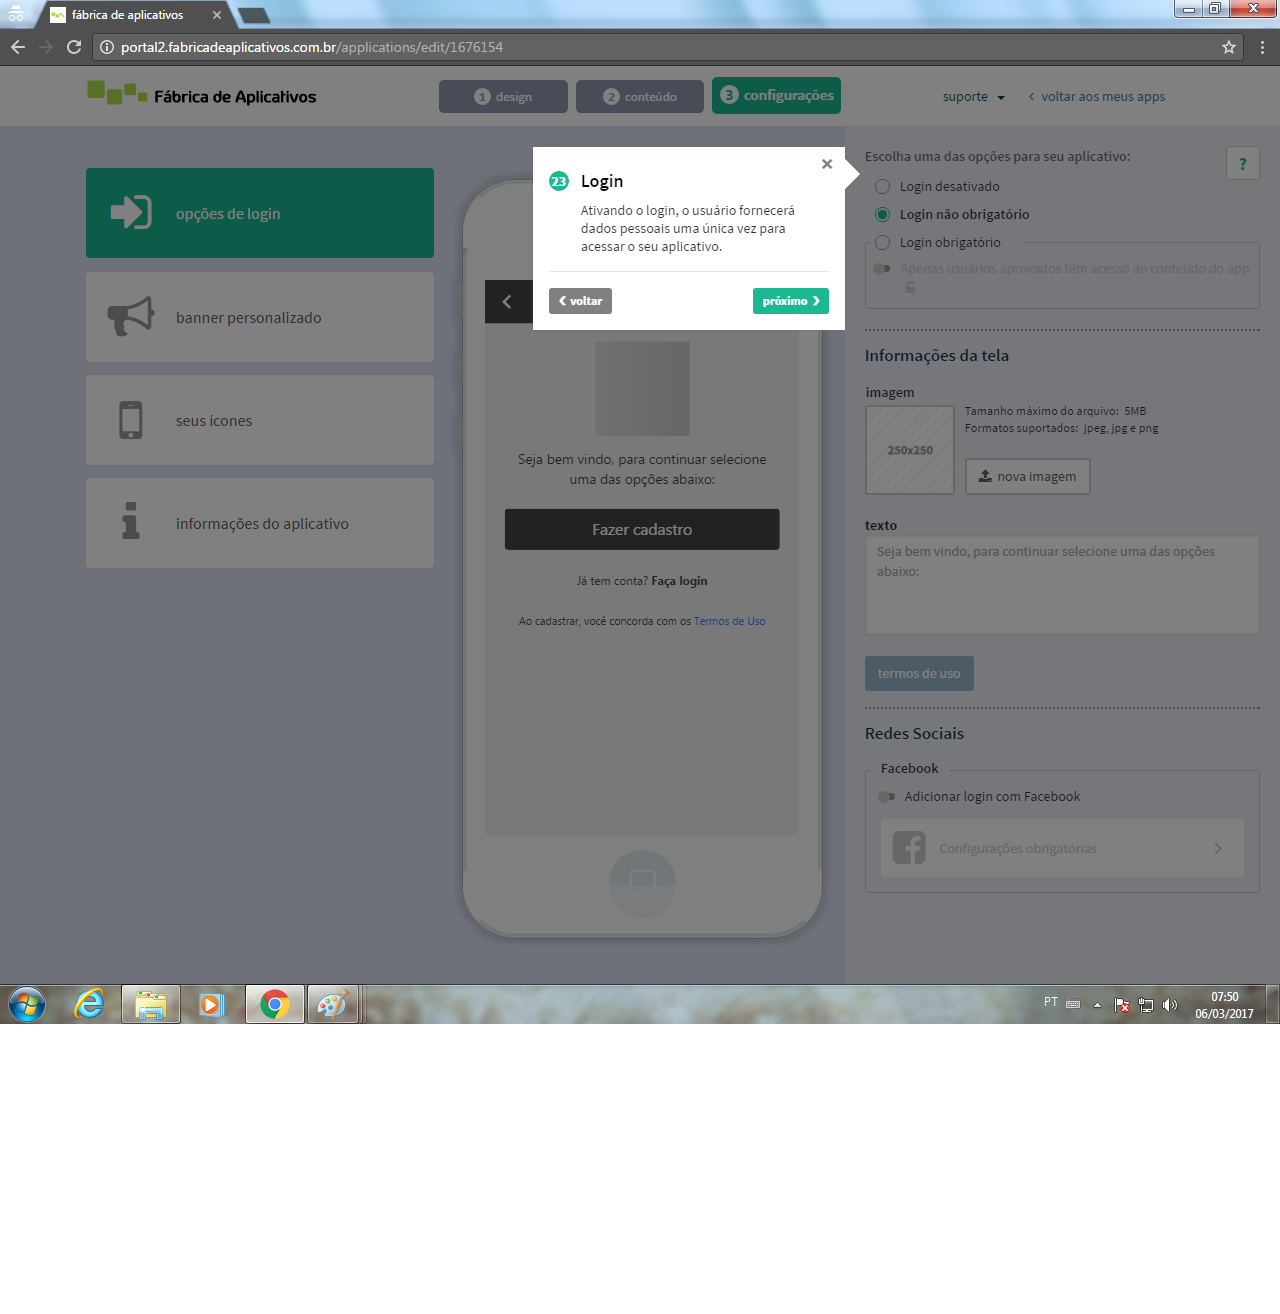 fábrica de aplicativos
portal2.fabricadeaplicativos.com.br/applications/edit/1676154
Fábrica de Aplicativos
1 design
2 conteúdo
3 configurações
suporte
voltar aos meus apps
opções de login
banner personalizado
seus ícones
informações do aplicativo
23 Login
Ativando o login, o usuário fornecerá
dados pessoais uma única vez para
acessar o seu aplicativo.
voltar
próximo
Seja bem vindo, para continuar selecione
uma das opções abaixo:
Fazer cadastro
Já tem conta? Faça login
Ao cadastrar, você concorda com os Termos de Uso
Escolha uma das opções para seu aplicativo:
?
Login desativado
Login não obrigatório
Login obrigatório
Apenas usuários aprovados têm acesso ao conteúdo do app
Informações da tela
imagem
250x250
Tamanho máximo do arquivo: 5MB
Formatos suportados: jpeg, jpg e png
nova imagem
texto
Seja bem vindo, para continuar selecione uma das opções
abaixo:
termos de uso
Redes Sociais
Facebook
Adicionar login com Facebook
Configurações obrigatórias
PT
07:50
06/03/2017